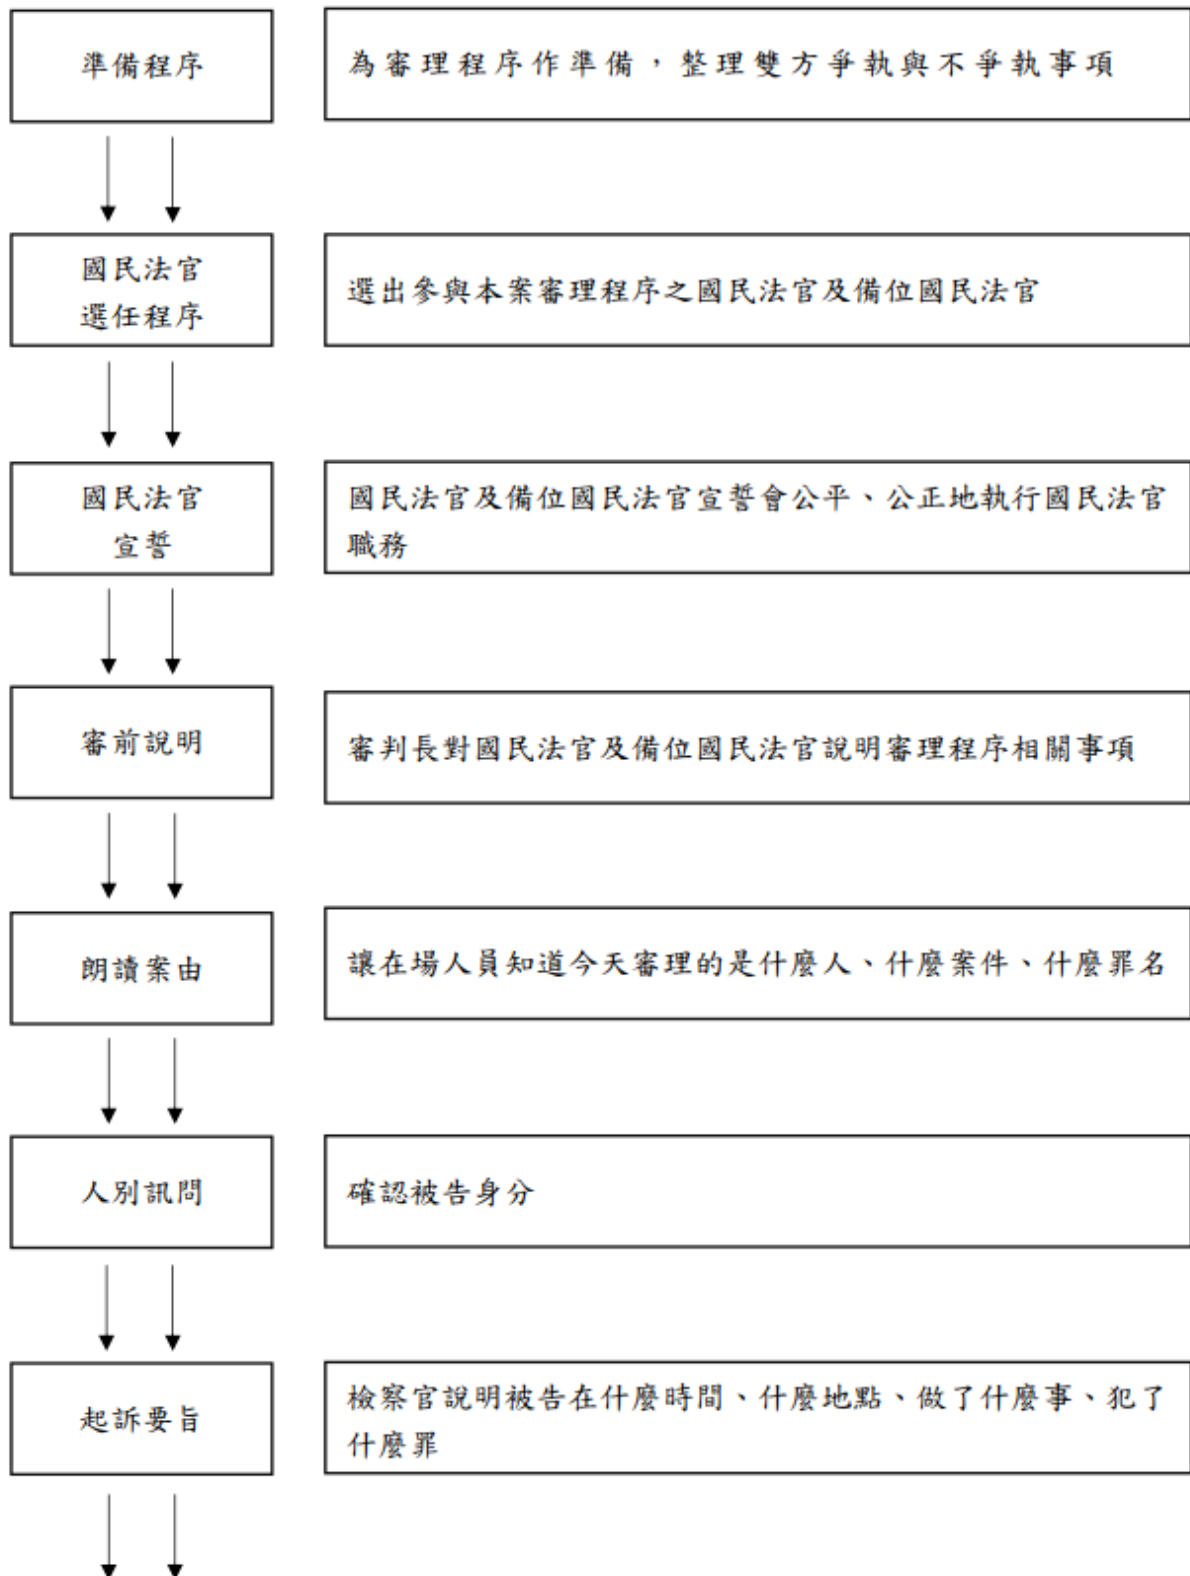 準備程序
為審理程序作準備，整理雙方爭執與不爭執事項
國民法官
選任程序
選出參與本案審理程序之國民法官及備位國民法官
國民法官
宣誓
國民法官及備位國民法官宣誓會公平、公正地執行國民法官
職務
審前說明
審判長對國民法官及備位國民法官說明審理程序相關事項
朗讀案由
讓在場人員知道今天審理的是什麼人、什麼案件、什麼罪名
人別訊問
確認被告身分
起訴要旨
檢察官說明被告在什麼時間、什麼地點、做了什麼事、犯了
什麼罪